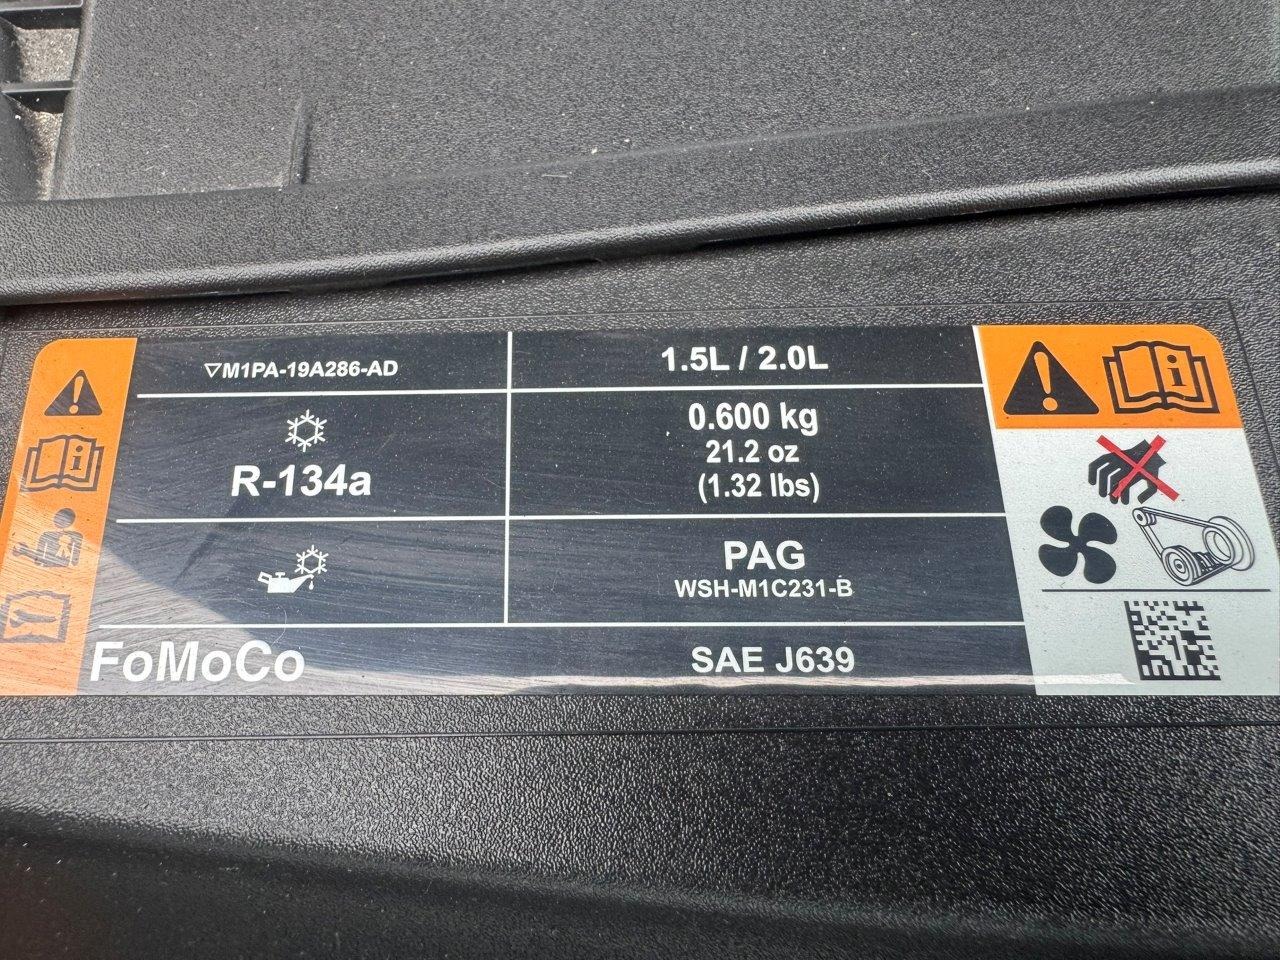 ▽M1PA-19A286-AD
1.5L / 2.0L
R-134a
0.600 kg
21.2 oz
(1.32 lbs)
PAG
WSH-M1C231-B
FoMoCo
SAE J639